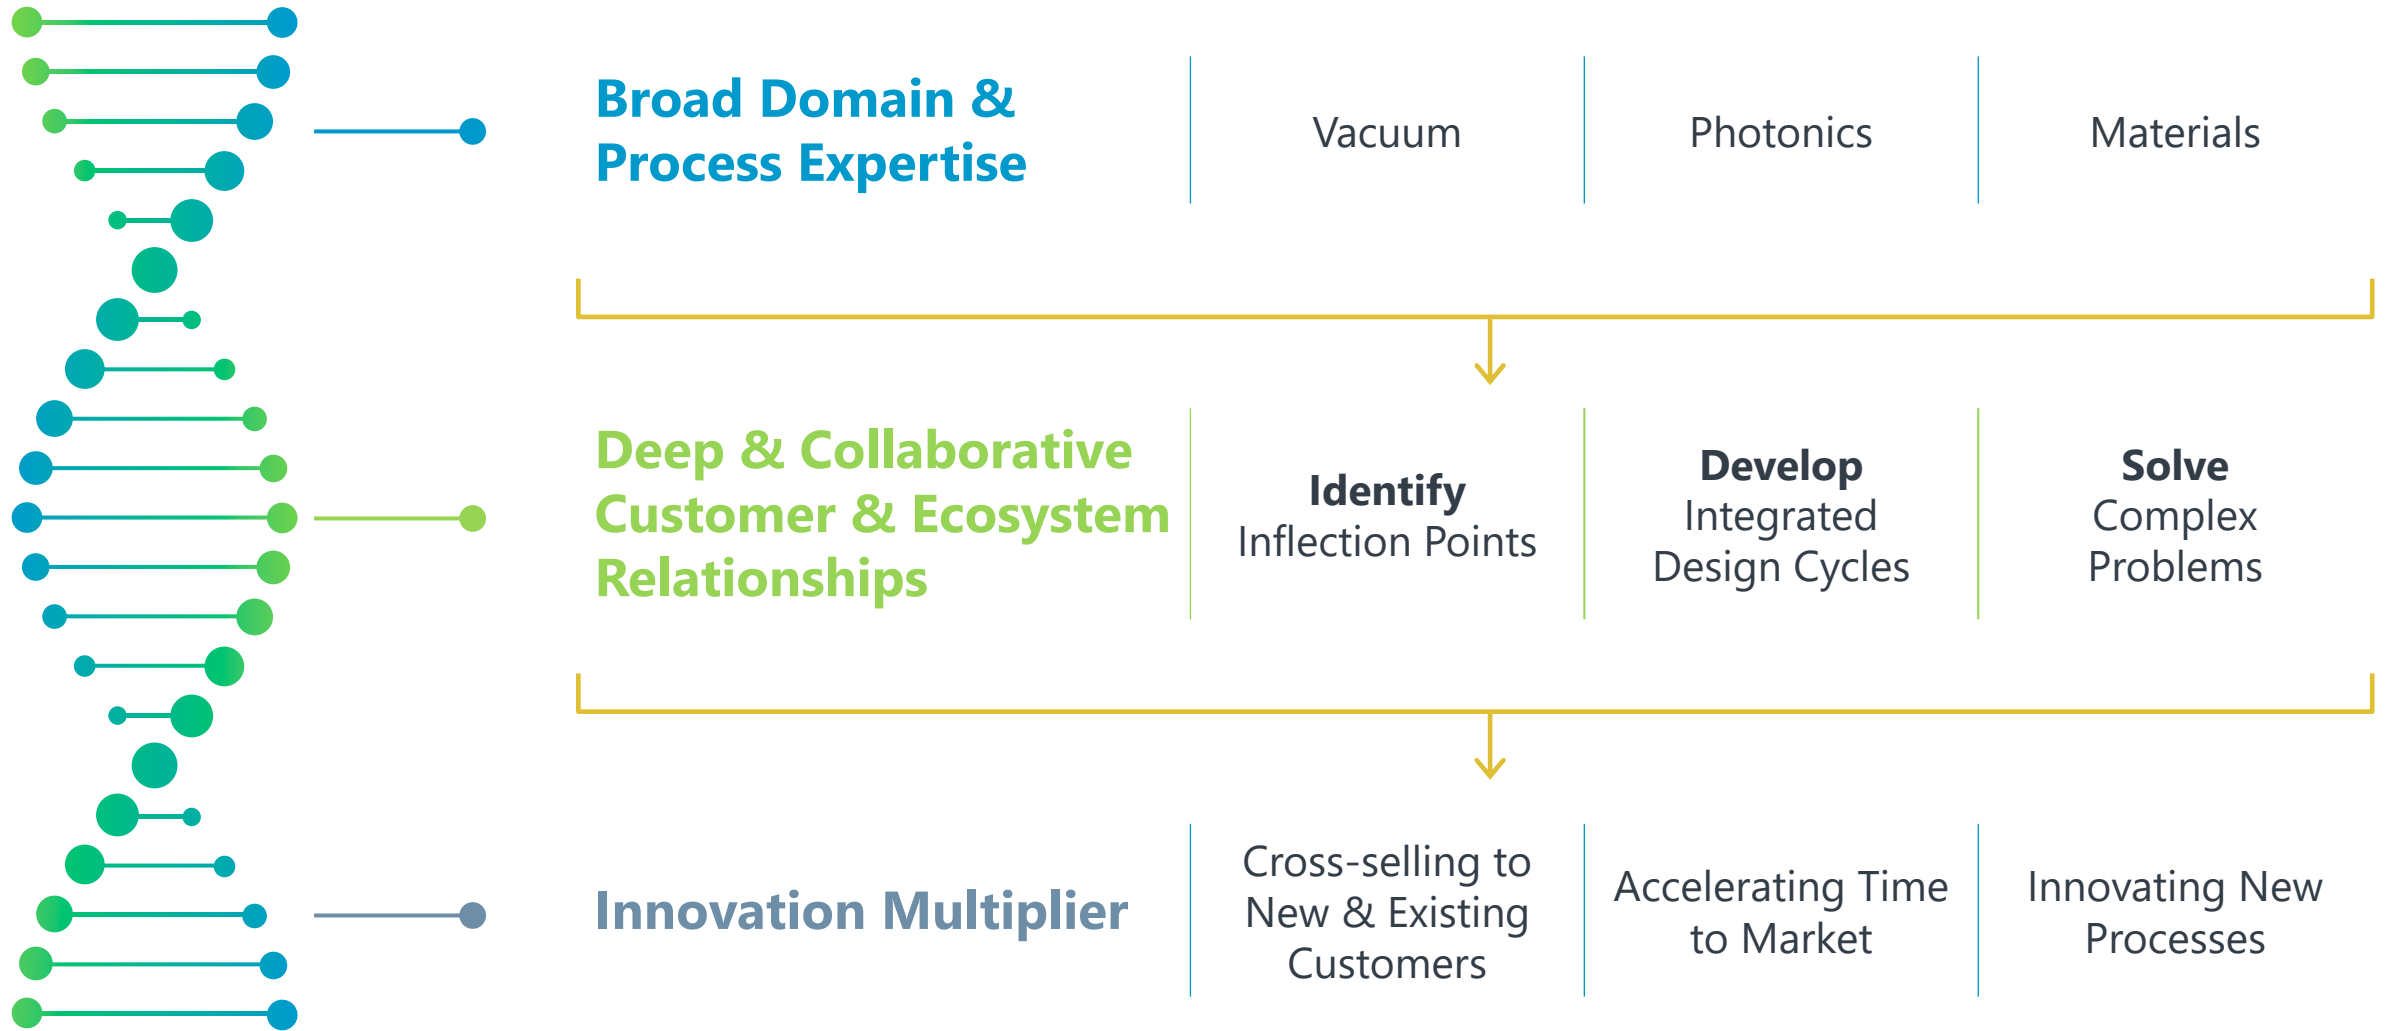 Broad Domain &
Process Expertise
Vacuum
Photonics
Materials
Deep & Collaborative
Customer & Ecosystem
Relationships
Identify
Inflection Points
Develop
Integrated
Design Cycles
Solve
Complex
Problems
Innovation Multiplier
Cross-selling to
New & Existing
Customers
Accelerating Time
to Market
Innovating New
Processes